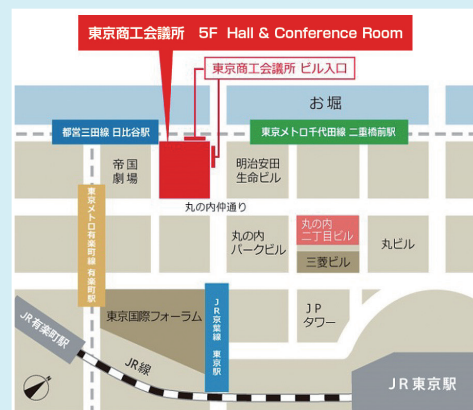 東京商工会議所 5F Hall & Conference Room
東京商工会議所 ビル入口
お堀
都営三田線 日比谷駅
東京メトロ千代田線 二重橋前駅
帝国
劇場
明治安田
生命ビル
丸の内仲通り
東京メトロ有楽町線 有楽町駅
丸の内
パークビル
丸の内
二丁目ビル
三菱ビル
丸ビル
東京国際フォーラム
JR京葉線 東京駅
JP
タワー
JR有楽町駅
JR線
JR東京駅
N